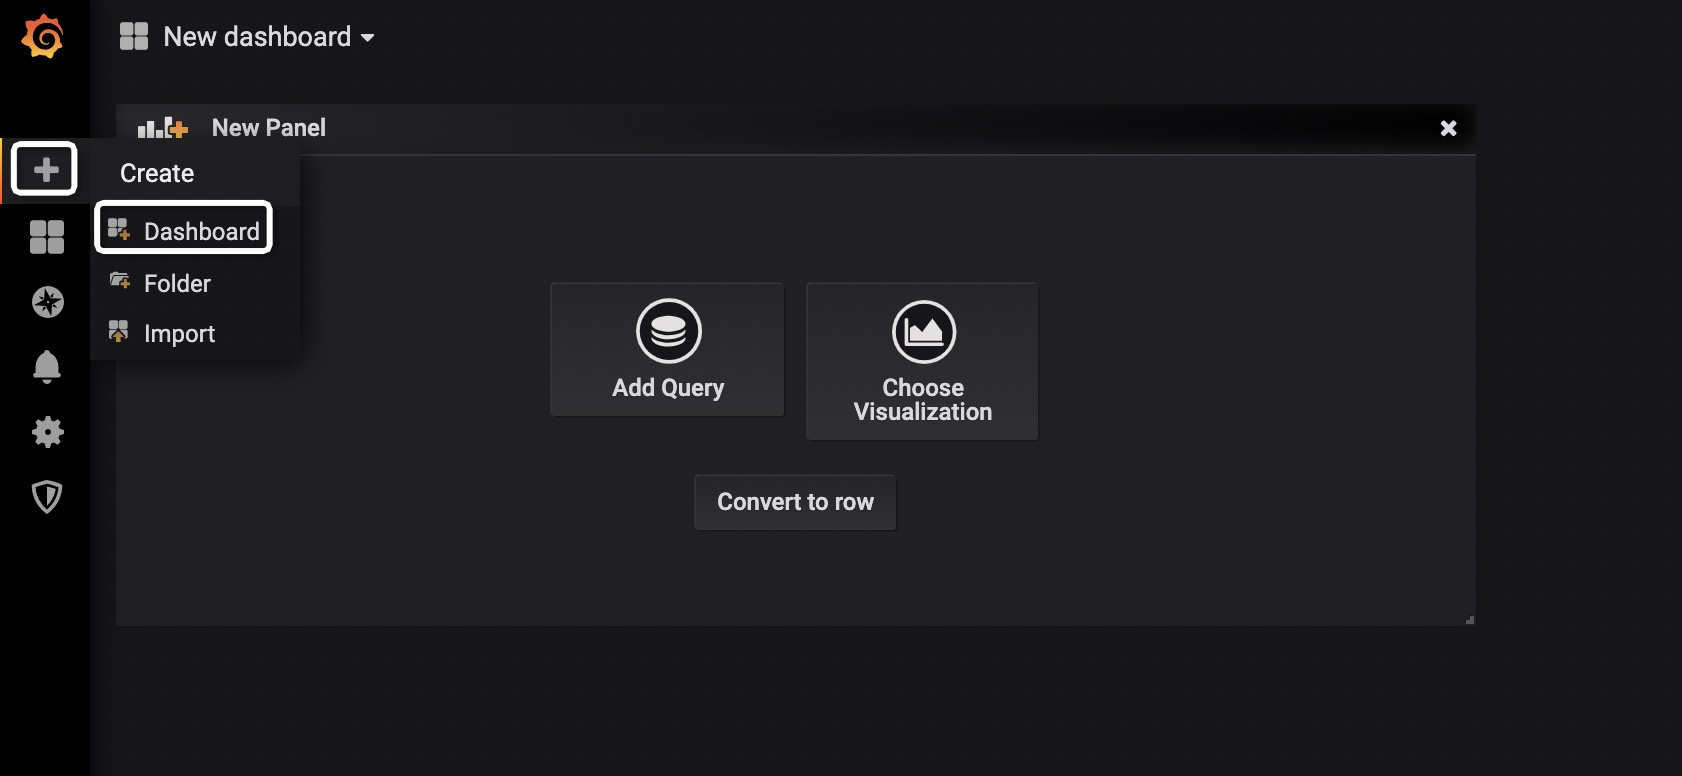 New dashboard
New Panel
Create
Dashboard
Folder
Import
Add Query
Choose
Visualization
Convert to row